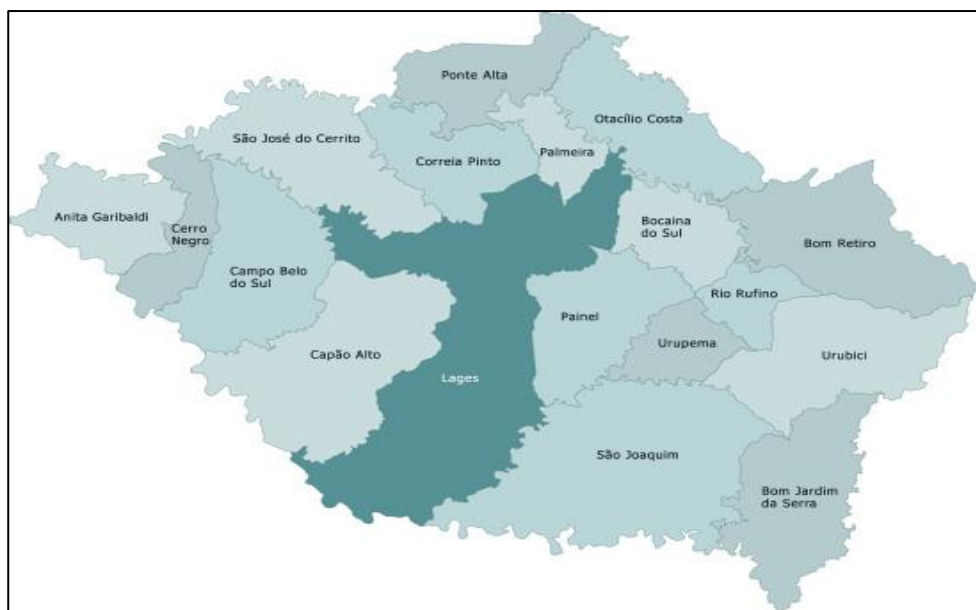 Ponte Alta
Otacílio Costa
São José do Cerrito
Correia Pinto
Palmeira
Anita Garibaldi
Cerro
Negro
Bocaina
do Sul
Bom Retiro
Campo Belo
do Sul
Rio Rufino
Painel
Urupema
Capão Alto
Urubici
Lages
São Joaquim
Bom Jardim
da Serra